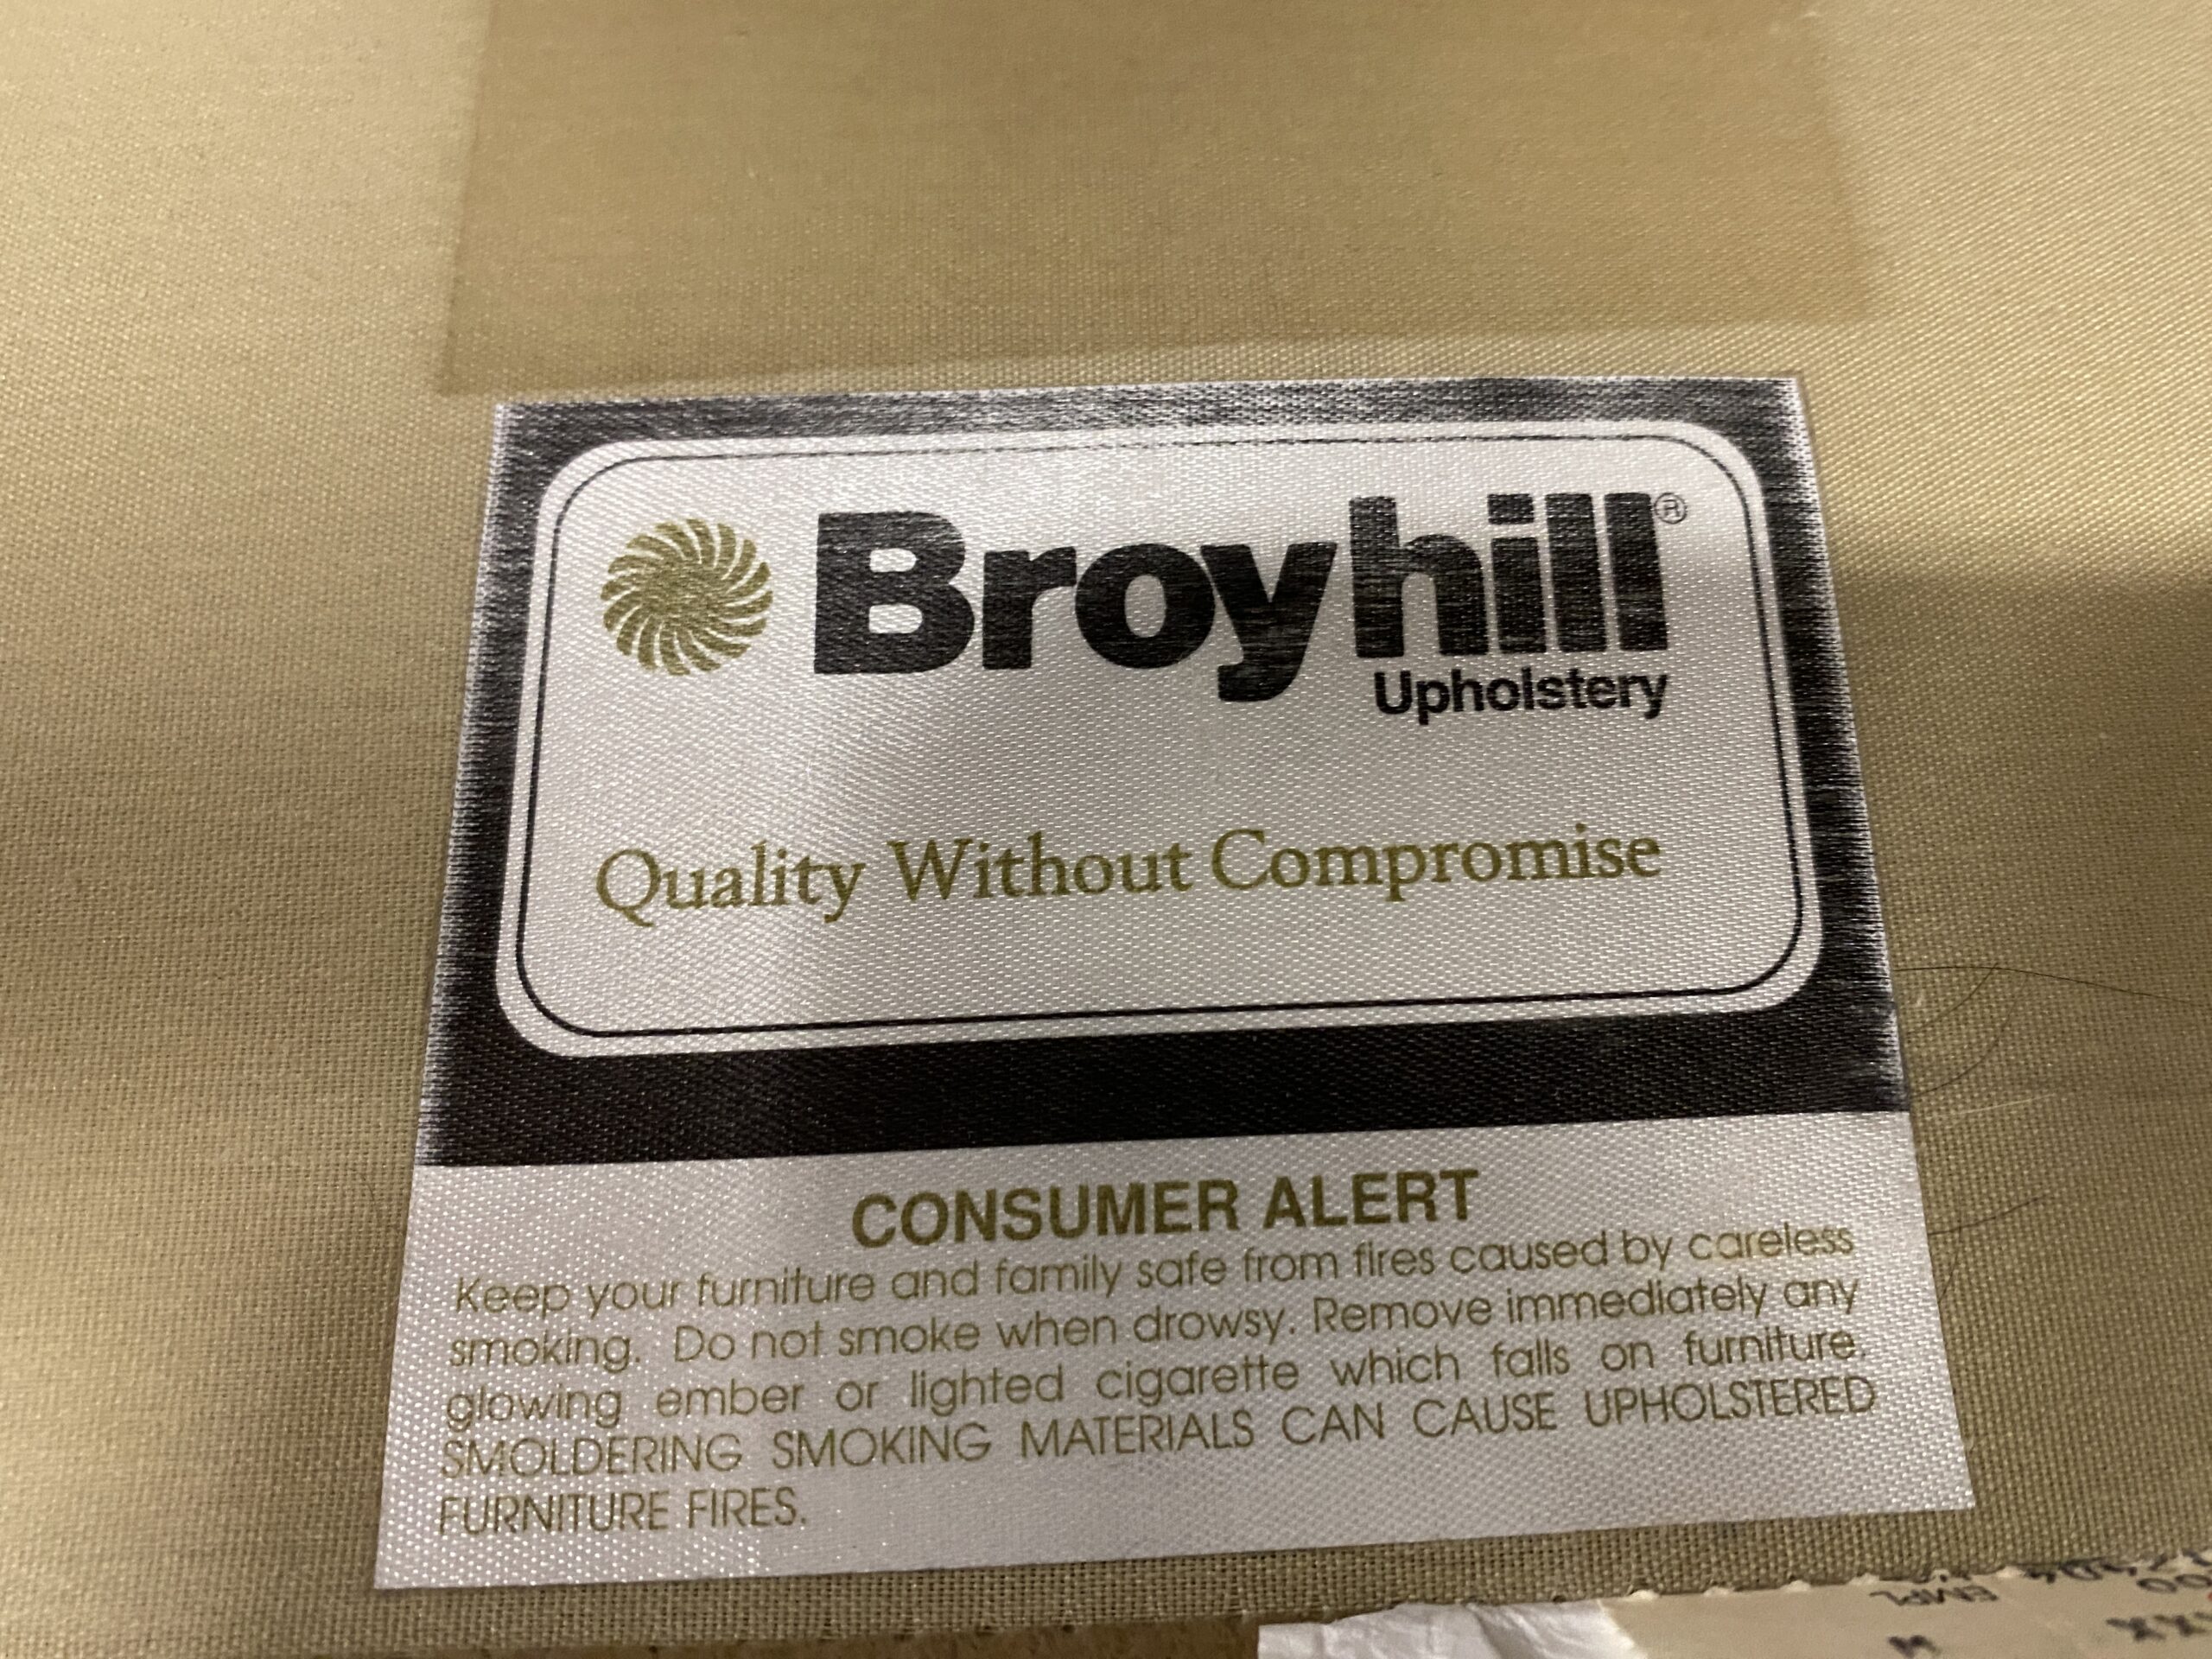 Broyhill®
Upholstery
Quality Without Compromise
CONSUMER ALERT
Keep your furniture and family safe from fires caused by careless
smoking. Do not smoke when drowsy. Remove immediately any
glowing ember or lighted cigarette which falls on furniture.
SMOLDERING SMOKING MATERIALS CAN CAUSE UPHOLSTERED
FURNITURE FIRES.
EMPL